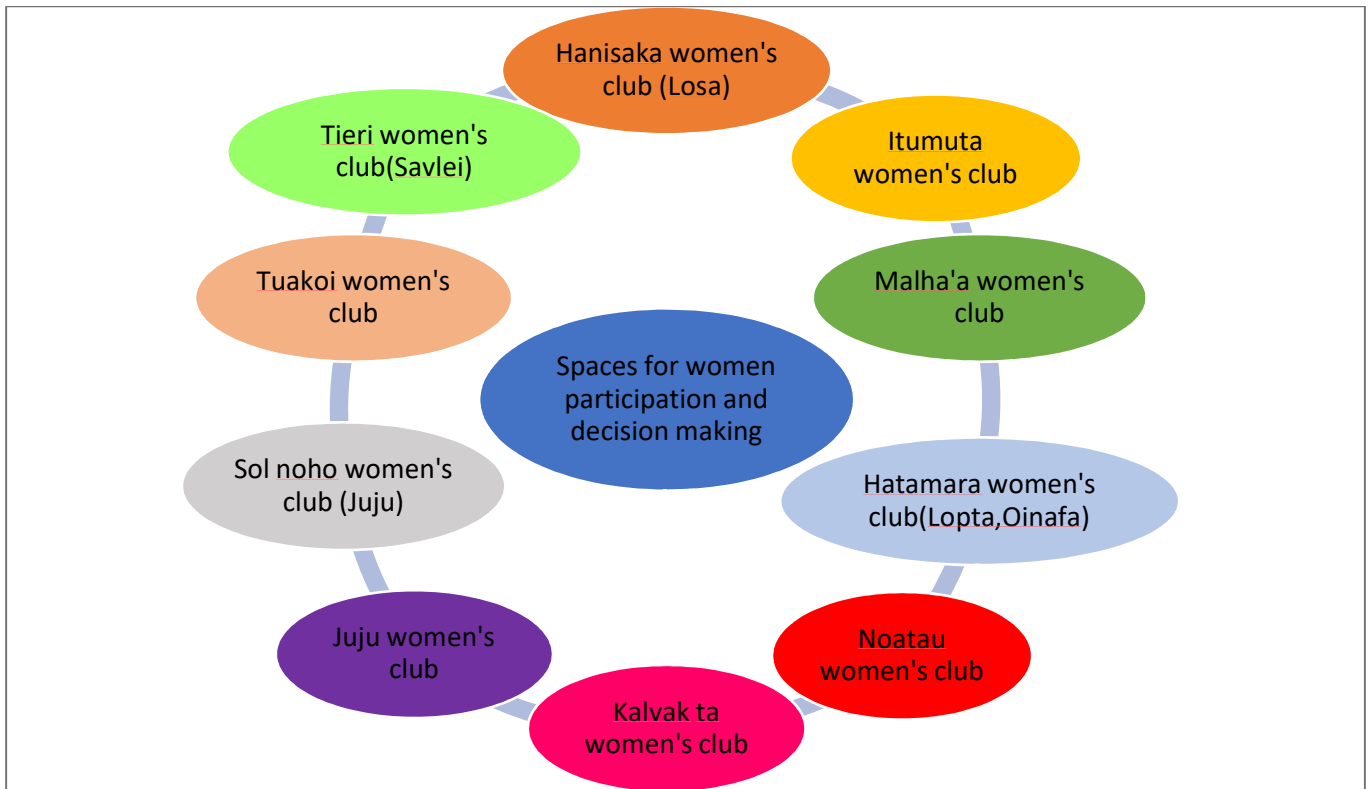 Hanisaka women's
club (Losa)
Itumuta
women's club
Malha'a women's
club
Hatamara women's
club(Lopta,Oinafa)
Noatau
women's club
Kalvak ta
women's club
Juju women's
club
Sol noho women's
club (Juju)
Tuakoi women's
club
Tieri women's
club(Savlei)
Spaces for women
participation and
decision making